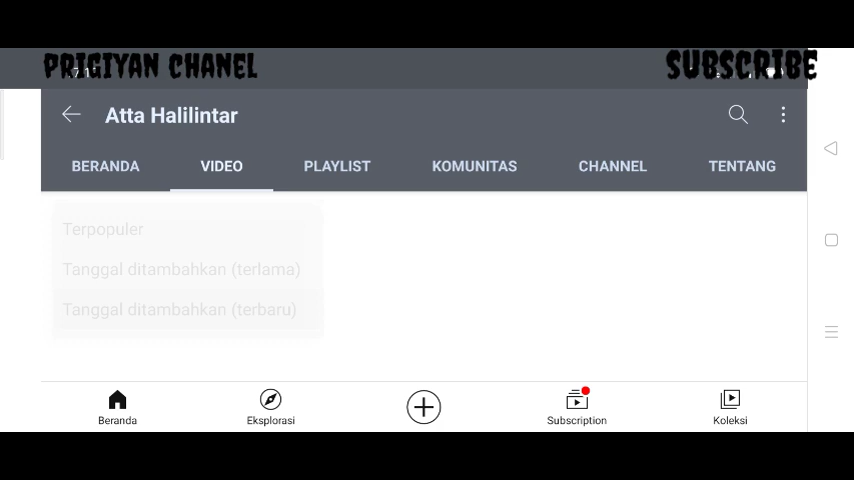 PRIGIYAN CHANEL
SUBSCRIBE
Atta Halilintar
BERANDA VIDEO PLAYLIST KOMUNITAS CHANNEL TENTANG
Terpopuler
Tanggal ditambahkan (terlama)
Tanggal ditambahkan (terbaru)
Beranda Eksplorasi Subscription Koleksi